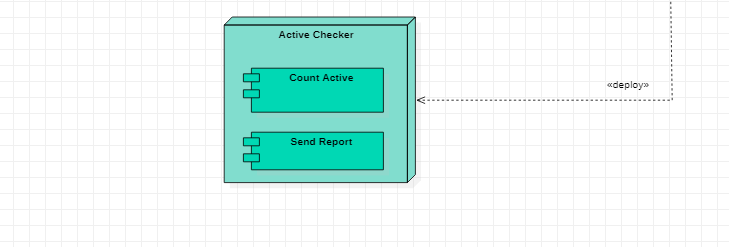 Active Checker
Count Active
«deploy»
Send Report